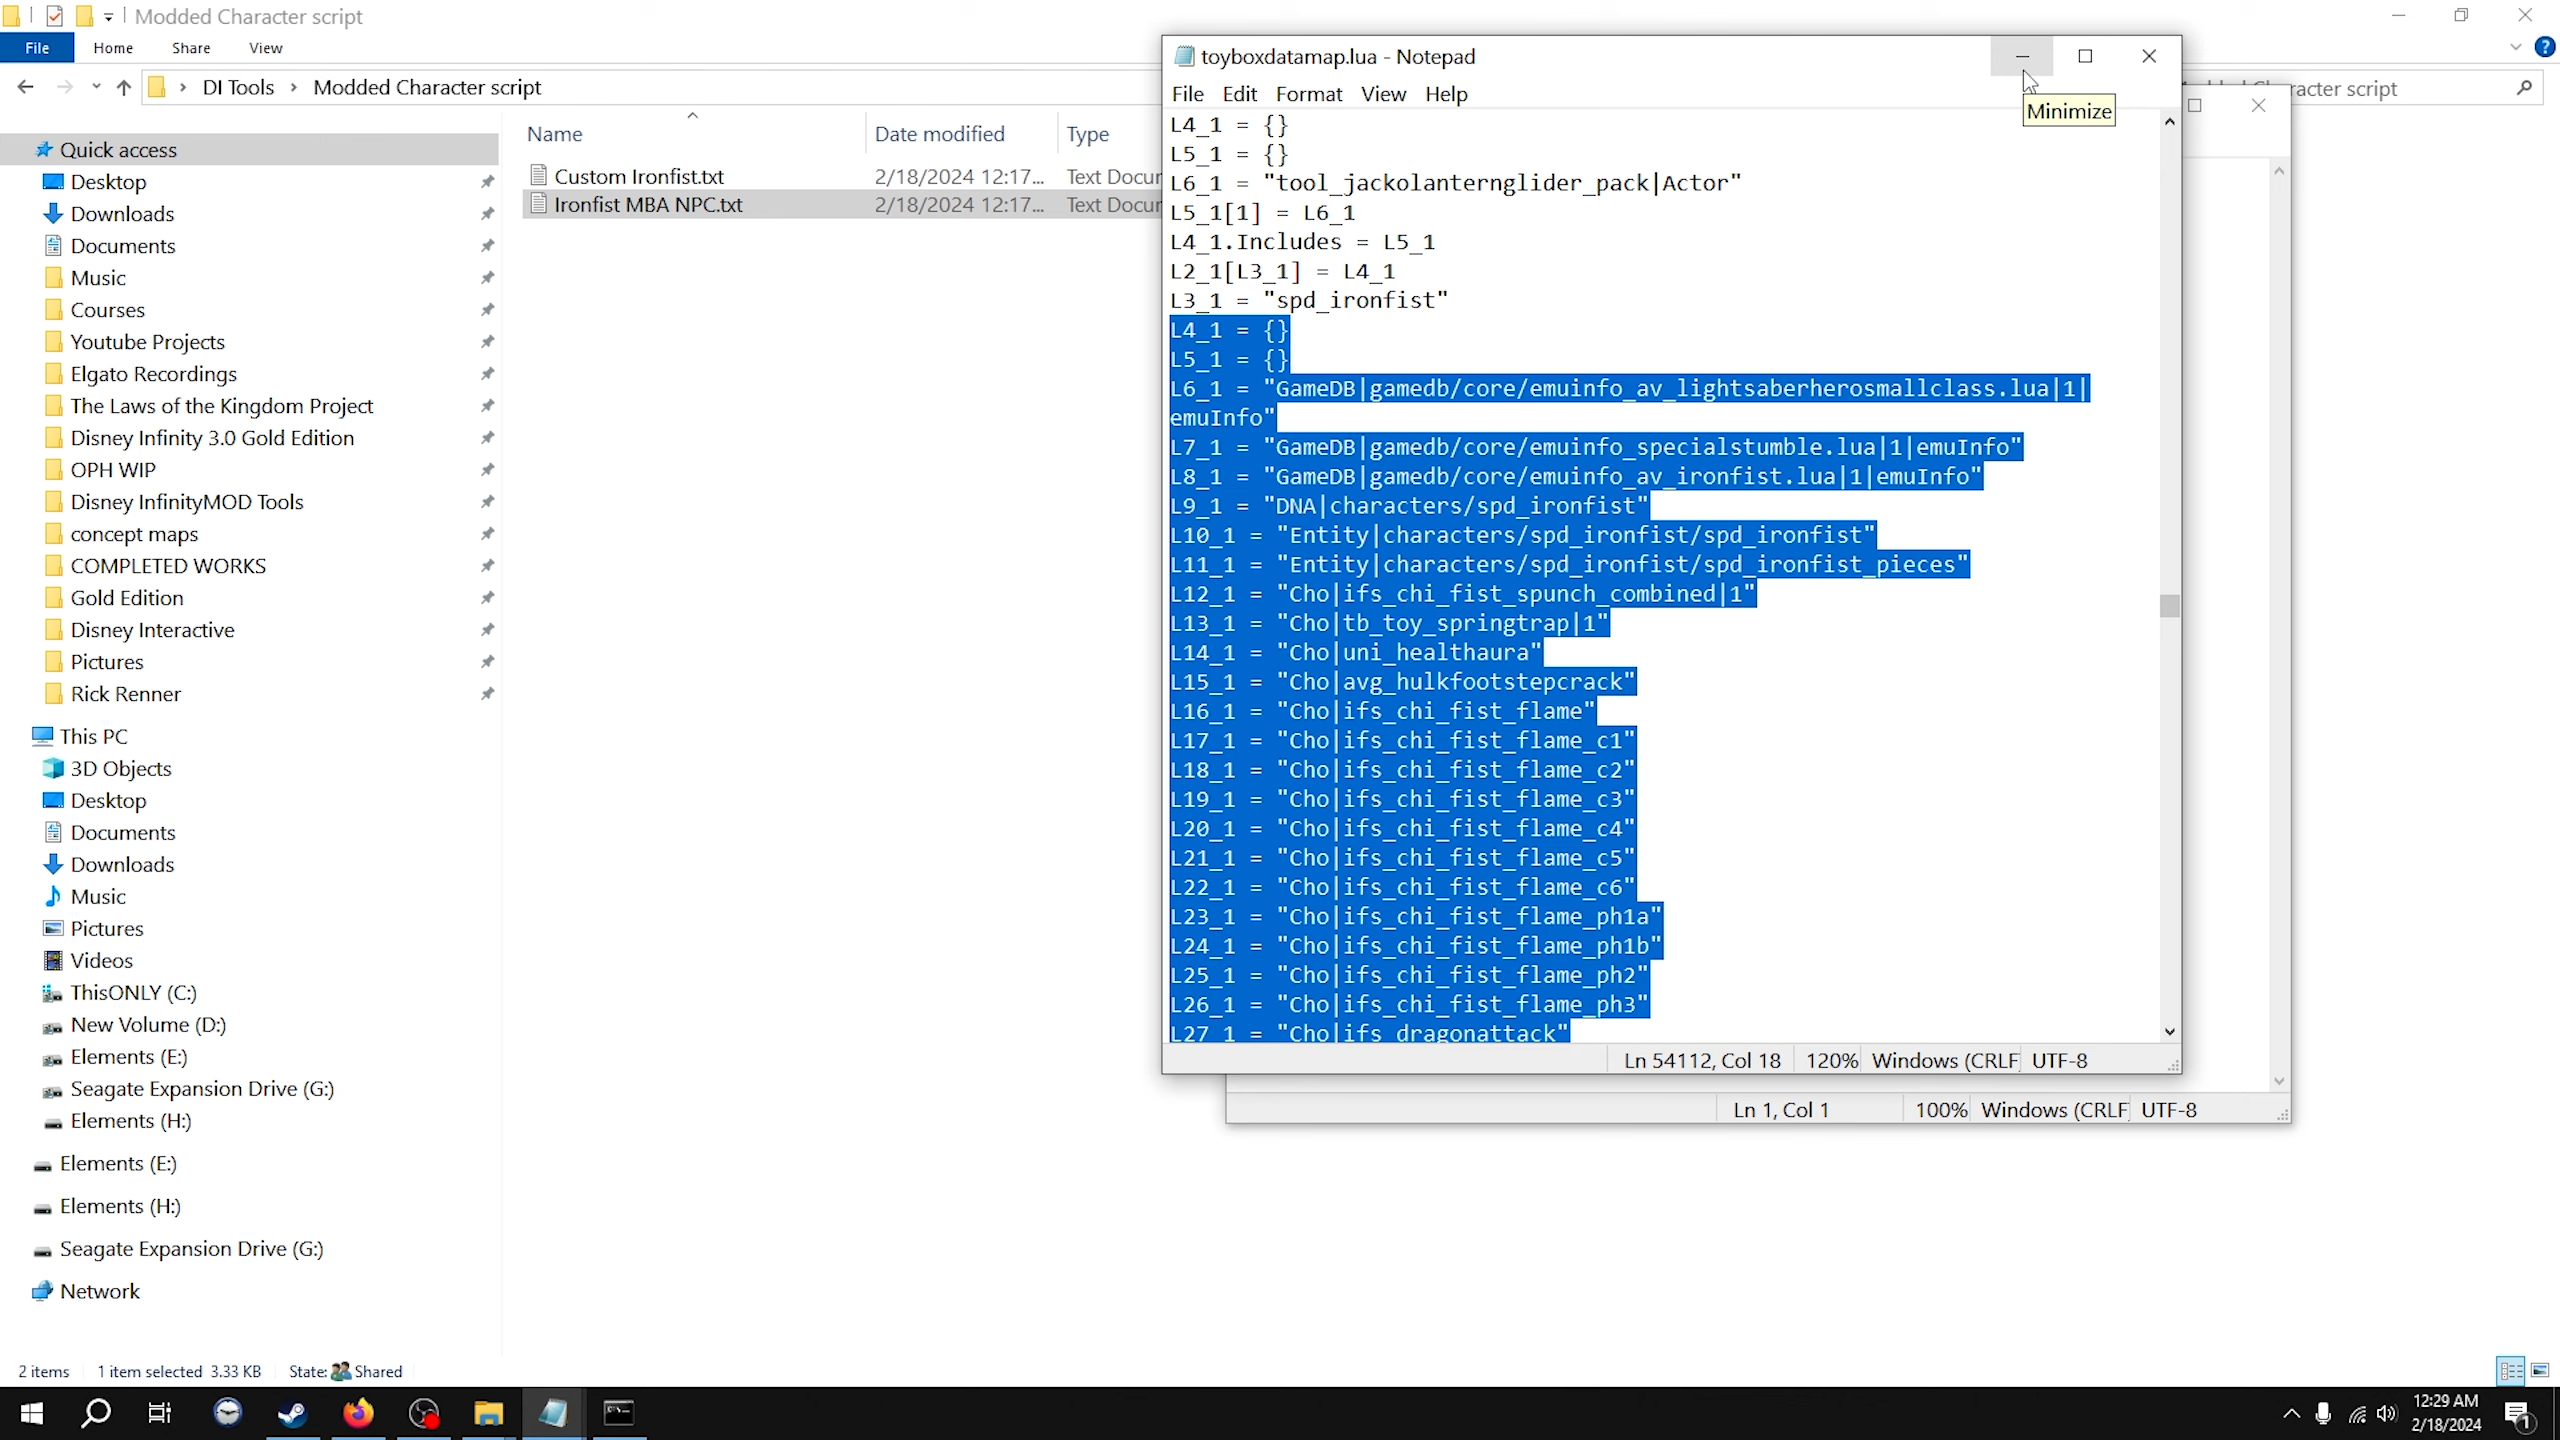 Modded Character script
File Home Share View
DI Tools › Modded Character script
racter script
Name Date modified Type
Custom Ironfist.txt 2/18/2024 12:17... Text Docur
Ironfist MBA NPC.txt 2/18/2024 12:17... Text Docur
Quick access
Desktop
Downloads
Documents
Music
Courses
Youtube Projects
Elgato Recordings
The Laws of the Kingdom Project
Disney Infinity 3.0 Gold Edition
OPH WIP
Disney InfinityMOD Tools
concept maps
COMPLETED WORKS
Gold Edition
Disney Interactive
Pictures
Rick Renner
This PC
3D Objects
Desktop
Documents
Downloads
Music
Pictures
Videos
ThisONLY (C:)
New Volume (D:)
Elements (E:)
Seagate Expansion Drive (G:)
Elements (H:)
Elements (E:)
Elements (H:)
Seagate Expansion Drive (G:)
Network
2 items 1 item selected 3.33 KB State: Shared
toyboxdatamap.lua - Notepad
File Edit Format View Help
Minimize
L4_1 = {}
L5_1 = {}
L6_1 = "tool_jackolanternglider_pack|Actor"
L5_1[1] = L6_1
L4_1.Includes = L5_1
L2_1[L3_1] = L4_1
L3_1 = "spd_ironfist"
L4_1 = {}
L5_1 = {}
L6_1 = "GameDB|gamedb/core/emuinfo_av_lightsaberherosmallclass.lua|1|
emuInfo"
L7_1 = "GameDB|gamedb/core/emuinfo_specialstumble.lua|1|emuInfo"
L8_1 = "GameDB|gamedb/core/emuinfo_av_ironfist.lua|1|emuInfo"
L9_1 = "DNA|characters/spd_ironfist"
L10_1 = "Entity|characters/spd_ironfist/spd_ironfist"
L11_1 = "Entity|characters/spd_ironfist/spd_ironfist_pieces"
L12_1 = "Cho|ifs_chi_fist_spunch_combined|1"
L13_1 = "Cho|tb_toy_springtrap|1"
L14_1 = "Cho|uni_healthaura"
L15_1 = "Cho|avg_hulkfootstepcrack"
L16_1 = "Cho|ifs_chi_fist_flame"
L17_1 = "Cho|ifs_chi_fist_flame_c1"
L18_1 = "Cho|ifs_chi_fist_flame_c2"
L19_1 = "Cho|ifs_chi_fist_flame_c3"
L20_1 = "Cho|ifs_chi_fist_flame_c4"
L21_1 = "Cho|ifs_chi_fist_flame_c5"
L22_1 = "Cho|ifs_chi_fist_flame_c6"
L23_1 = "Cho|ifs_chi_fist_flame_ph1a"
L24_1 = "Cho|ifs_chi_fist_flame_ph1b"
L25_1 = "Cho|ifs_chi_fist_flame_ph2"
L26_1 = "Cho|ifs_chi_fist_flame_ph3"
L27_1 = "Cho|ifs_dragonattack"
Ln 54112, Col 18 120% Windows (CRLF UTF-8
Ln 1, Col 1 100% Windows (CRLF UTF-8
12:29 AM
2/18/2024
1